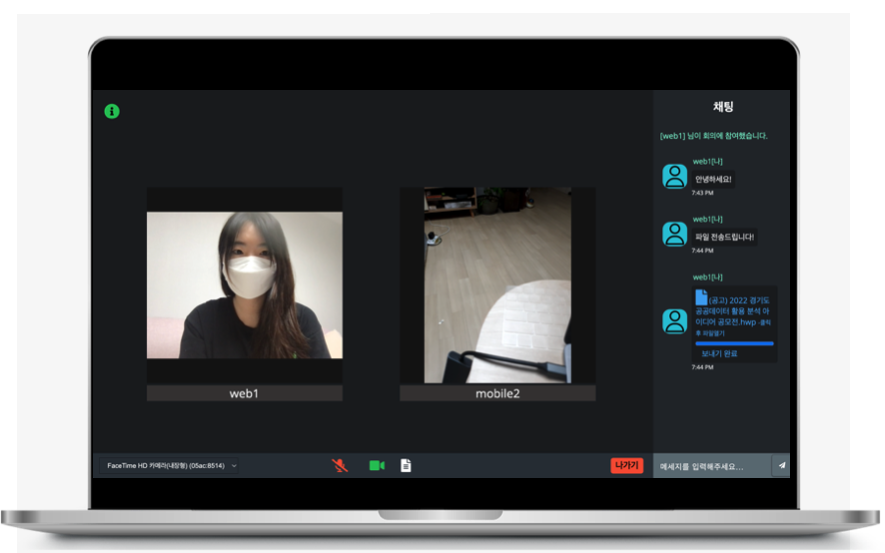 채팅
[web1] 님이 회의에 참여했습니다.
web1[나]
안녕하세요!
7:43 PM
web1[나]
파일 전송드립니다!
7:44 PM
web1[나]
(공고) 2022 경기도
공공데이터 활용 분석 아
이디어 공모전.hwp -클릭
후 파일열기
보내기 완료
7:44 PM
web1
mobile2
FaceTime HD 카메라(내장형) (05ac:8514)
나가기
메세지를 입력해주세요...